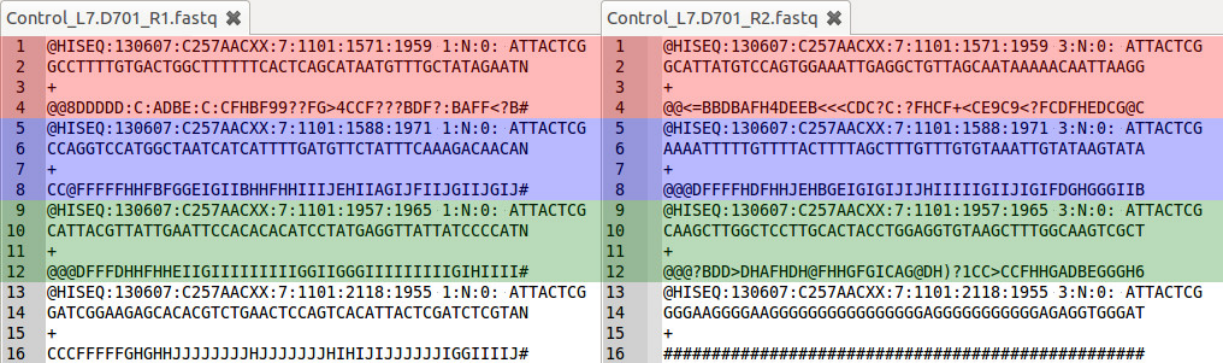 Control_L7.D701_R1.fastq ✖
1 @HISEQ:130607:C257AACXX:7:1101:1571:1959 1:N:0: ATTACTCG
2 GCCTTTTGTGACTGGCTTTTTTCACTCAGCATAATGTTTGCTATAGAATN
3 +
4 @@8DDDDD:C:ADBE:C:CFHBF99??FG>4CCF???BDF?:BAFF<?B#
5 @HISEQ:130607:C257AACXX:7:1101:1588:1971 1:N:0: ATTACTCG
6 CCAGGTCCATGGCTAATCATCATTTTGATGTTCTATTTCAAAGACAACAN
7 +
8 CC@FFFFFHHFBFGGEIGIIBHHFHHIIIJEHIIAGIJFIIJGIIJGIJ#
9 @HISEQ:130607:C257AACXX:7:1101:1957:1965 1:N:0: ATTACTCG
10 CATTACGTTATTGAATTCCACACACATCCTATGAGGTTATTATCCCCATN
11 +
12 @@@DFFFDHHFHHEIIGIIIIIIIIIGGIIGGGIIIIIIIIIGIHIIII#
13 @HISEQ:130607:C257AACXX:7:1101:2118:1955 1:N:0: ATTACTCG
14 GATCGGAAGAGCACACGTCTGAACTCCAGTCACATTACTCGATCTCGTAN
15 +
16 CCCFFFFFGHGHHJJJJJJJJHJJJJJJJHIHIJIJJJJJJIGGIIIIJ#
Control_L7.D701_R2.fastq ✖
1 @HISEQ:130607:C257AACXX:7:1101:1571:1959 3:N:0: ATTACTCG
2 GCATTATGTCCAGTGGAAATTGAGGCTGTTAGCAATAAAAACAATTAAGG
3 +
4 @@<=BBDBAFH4DEEB<<<CDC?C:?FHCF+<CE9C9<?FCDFHEDCG@C
5 @HISEQ:130607:C257AACXX:7:1101:1588:1971 3:N:0: ATTACTCG
6 AAAATTTTTGTTTTACTTTTAGCTTTGTTTGTGTAAATTGTATAAGTATA
7 +
8 @@@DFFFFHDFHHJEHBGEIGIGIJIJHIIIIIGIIJIGIFDGHGGGIIB
9 @HISEQ:130607:C257AACXX:7:1101:1957:1965 3:N:0: ATTACTCG
10 CAAGCTTGGCTCCTTGCACTACCTGGAGGTGTAAGCTTTGGCAAGTCGCT
11 +
12 @@@?BDD>DHAFHDH@FHHGFGICAG@DH)?1CC>CCFHHGADBEGGGH6
13 @HISEQ:130607:C257AACXX:7:1101:2118:1955 3:N:0: ATTACTCG
14 GGGAAGGGGAAGGGGGGGGGGGGGGGGAGGGGGGGGGGGAGAGGTGGGAT
15 +
16 ##################################################